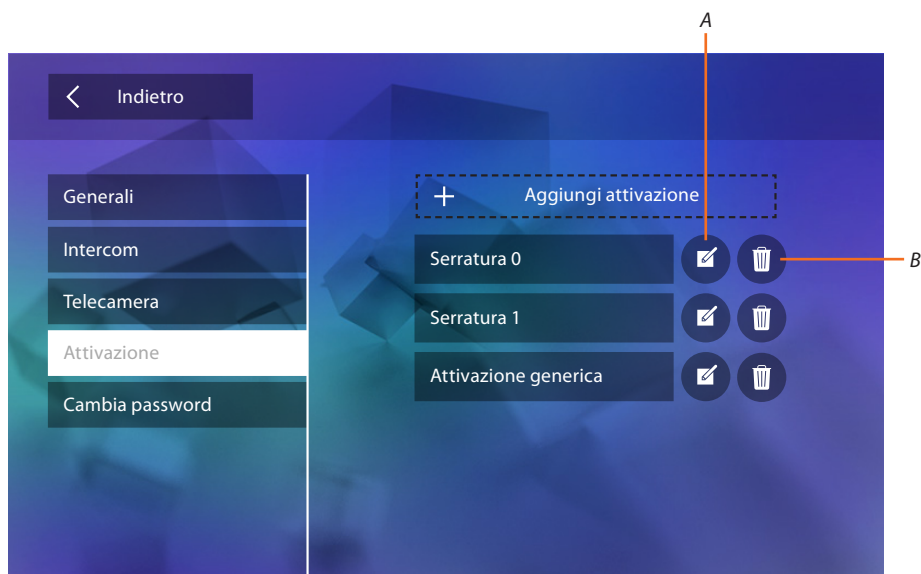 A
Indietro
Generali
Intercom
Telecamera
Attivazione
Cambia password
Aggiungi attivazione
Serratura 0
B
Serratura 1
Attivazione generica